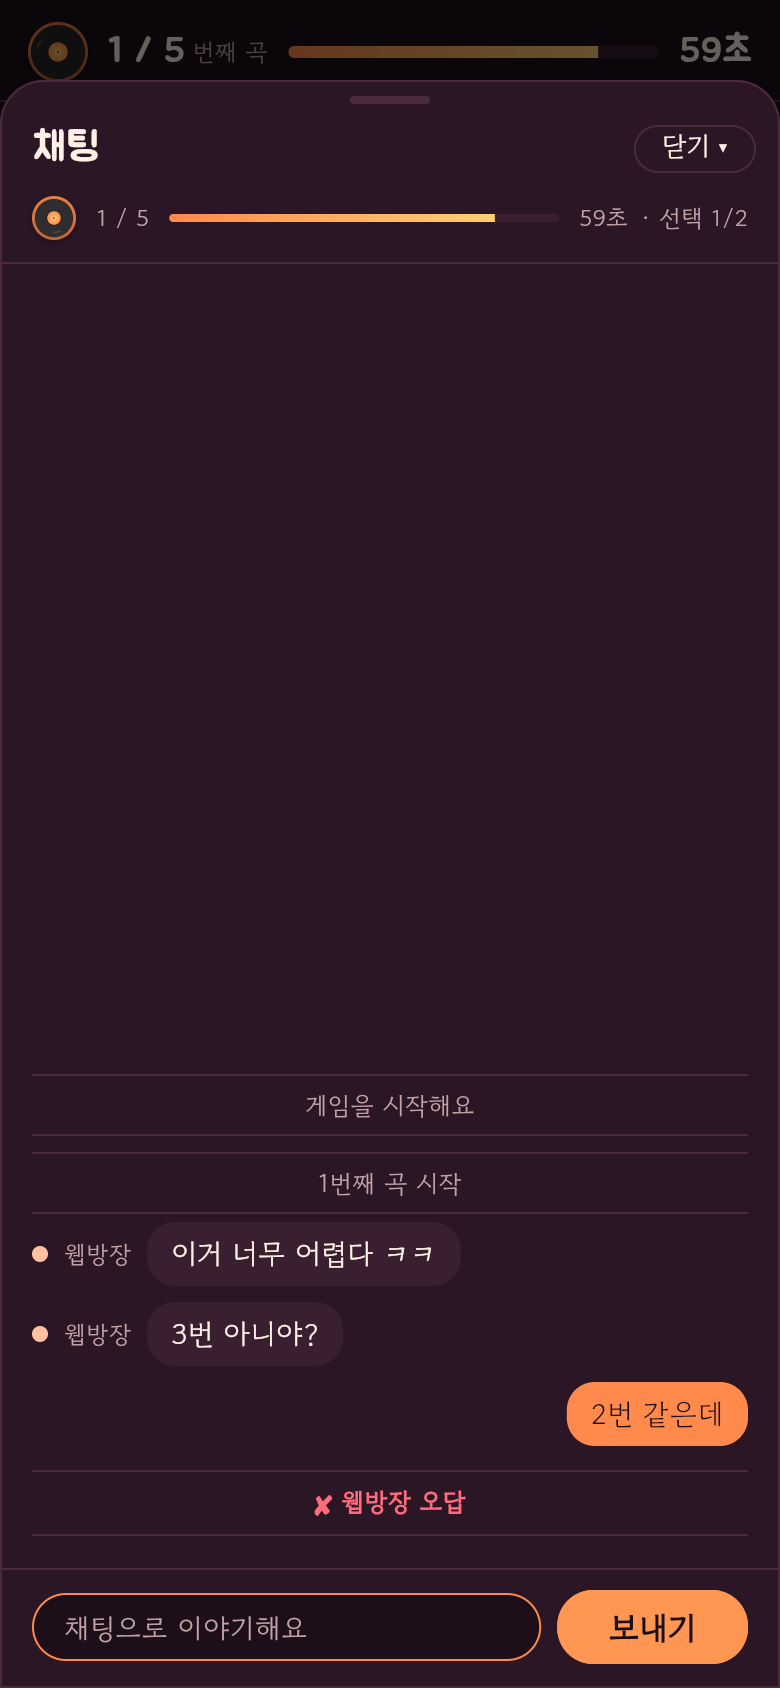 1 / 5 번째 곡 59초
채팅 닫기 ▾
1 / 5 59초 · 선택 1/2
게임을 시작해요
1번째 곡 시작
웹방장 이거 너무 어렵다 ㅋㅋ
웹방장 3번 아니야?
2번 같은데
✘ 웹방장 오답
채팅으로 이야기해요 보내기